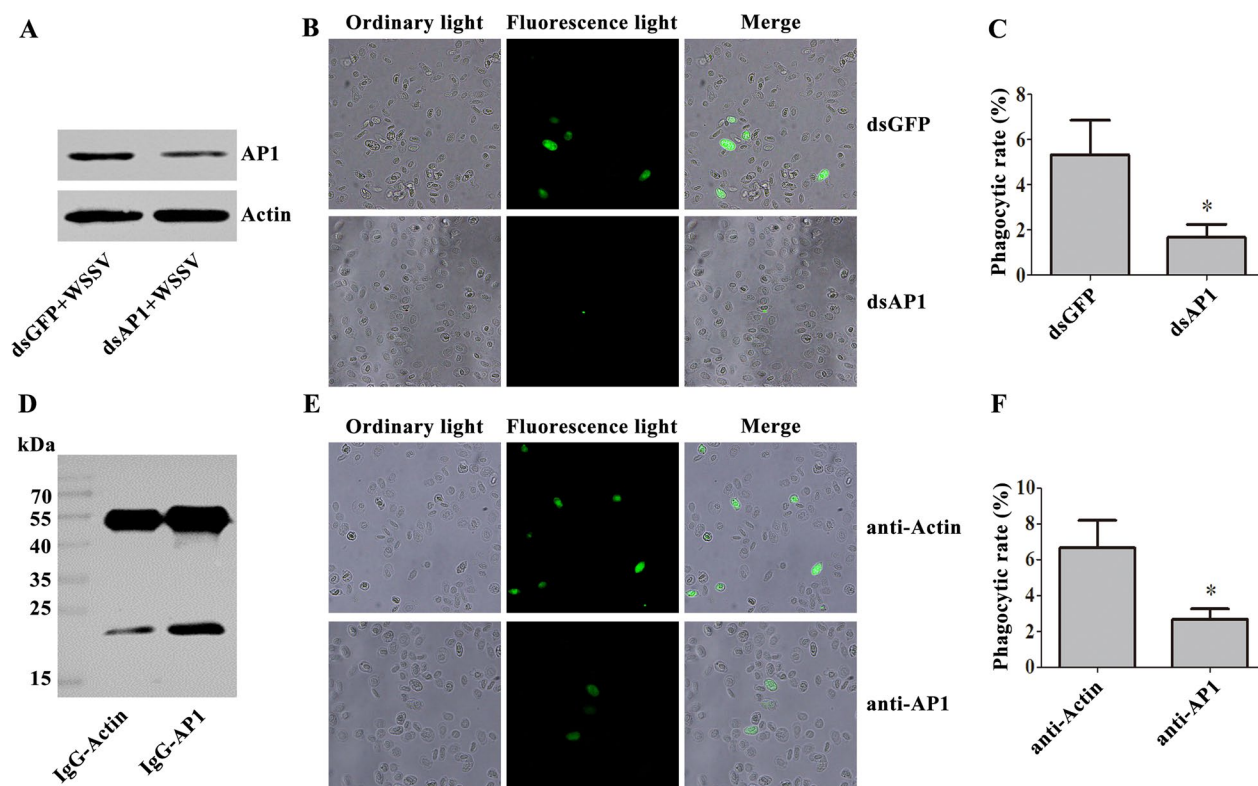 A
AP1
Actin
dsGFP+WSSV
dsAP1+WSSV
B
Ordinary light
Fluorescence light
Merge
dsGFP
dsAP1
C
Phagocytic rate (%)
8
6
4
2
0
*
dsGFP
dsAP1
D
kDa
70
55
40
35
25
15
IgG-Actin
IgG-AP1
E
Ordinary light
Fluorescence light
Merge
anti-Actin
anti-AP1
F
Phagocytic rate (%)
10
8
6
4
2
0
*
anti-Actin
anti-AP1